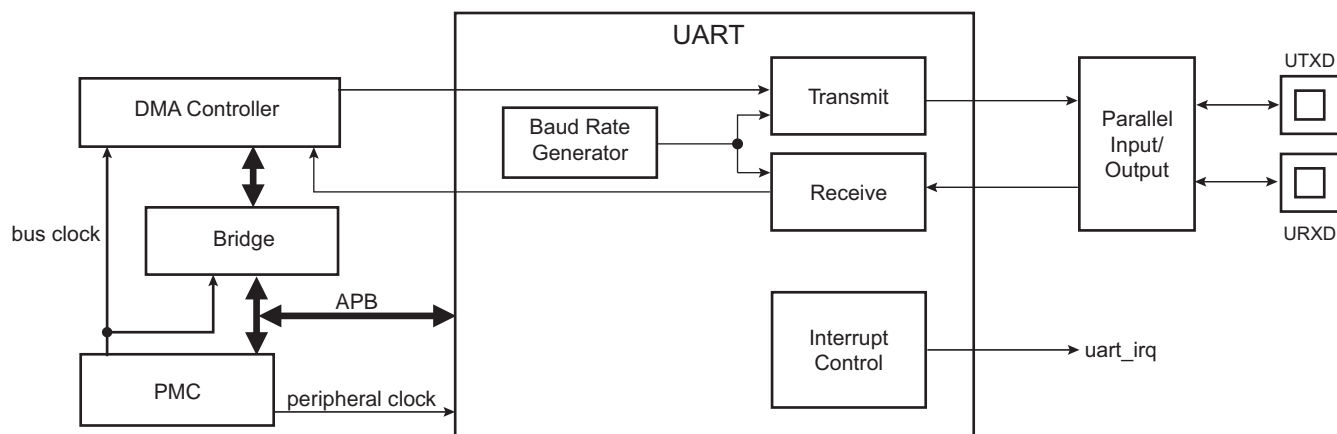 UART
UTXD
DMA Controller
Transmit
Baud Rate
Generator
Parallel
Input/
Output
Receive
bus clock
Bridge
URXD
APB
Interrupt
Control
uart_irq
PMC
peripheral clock